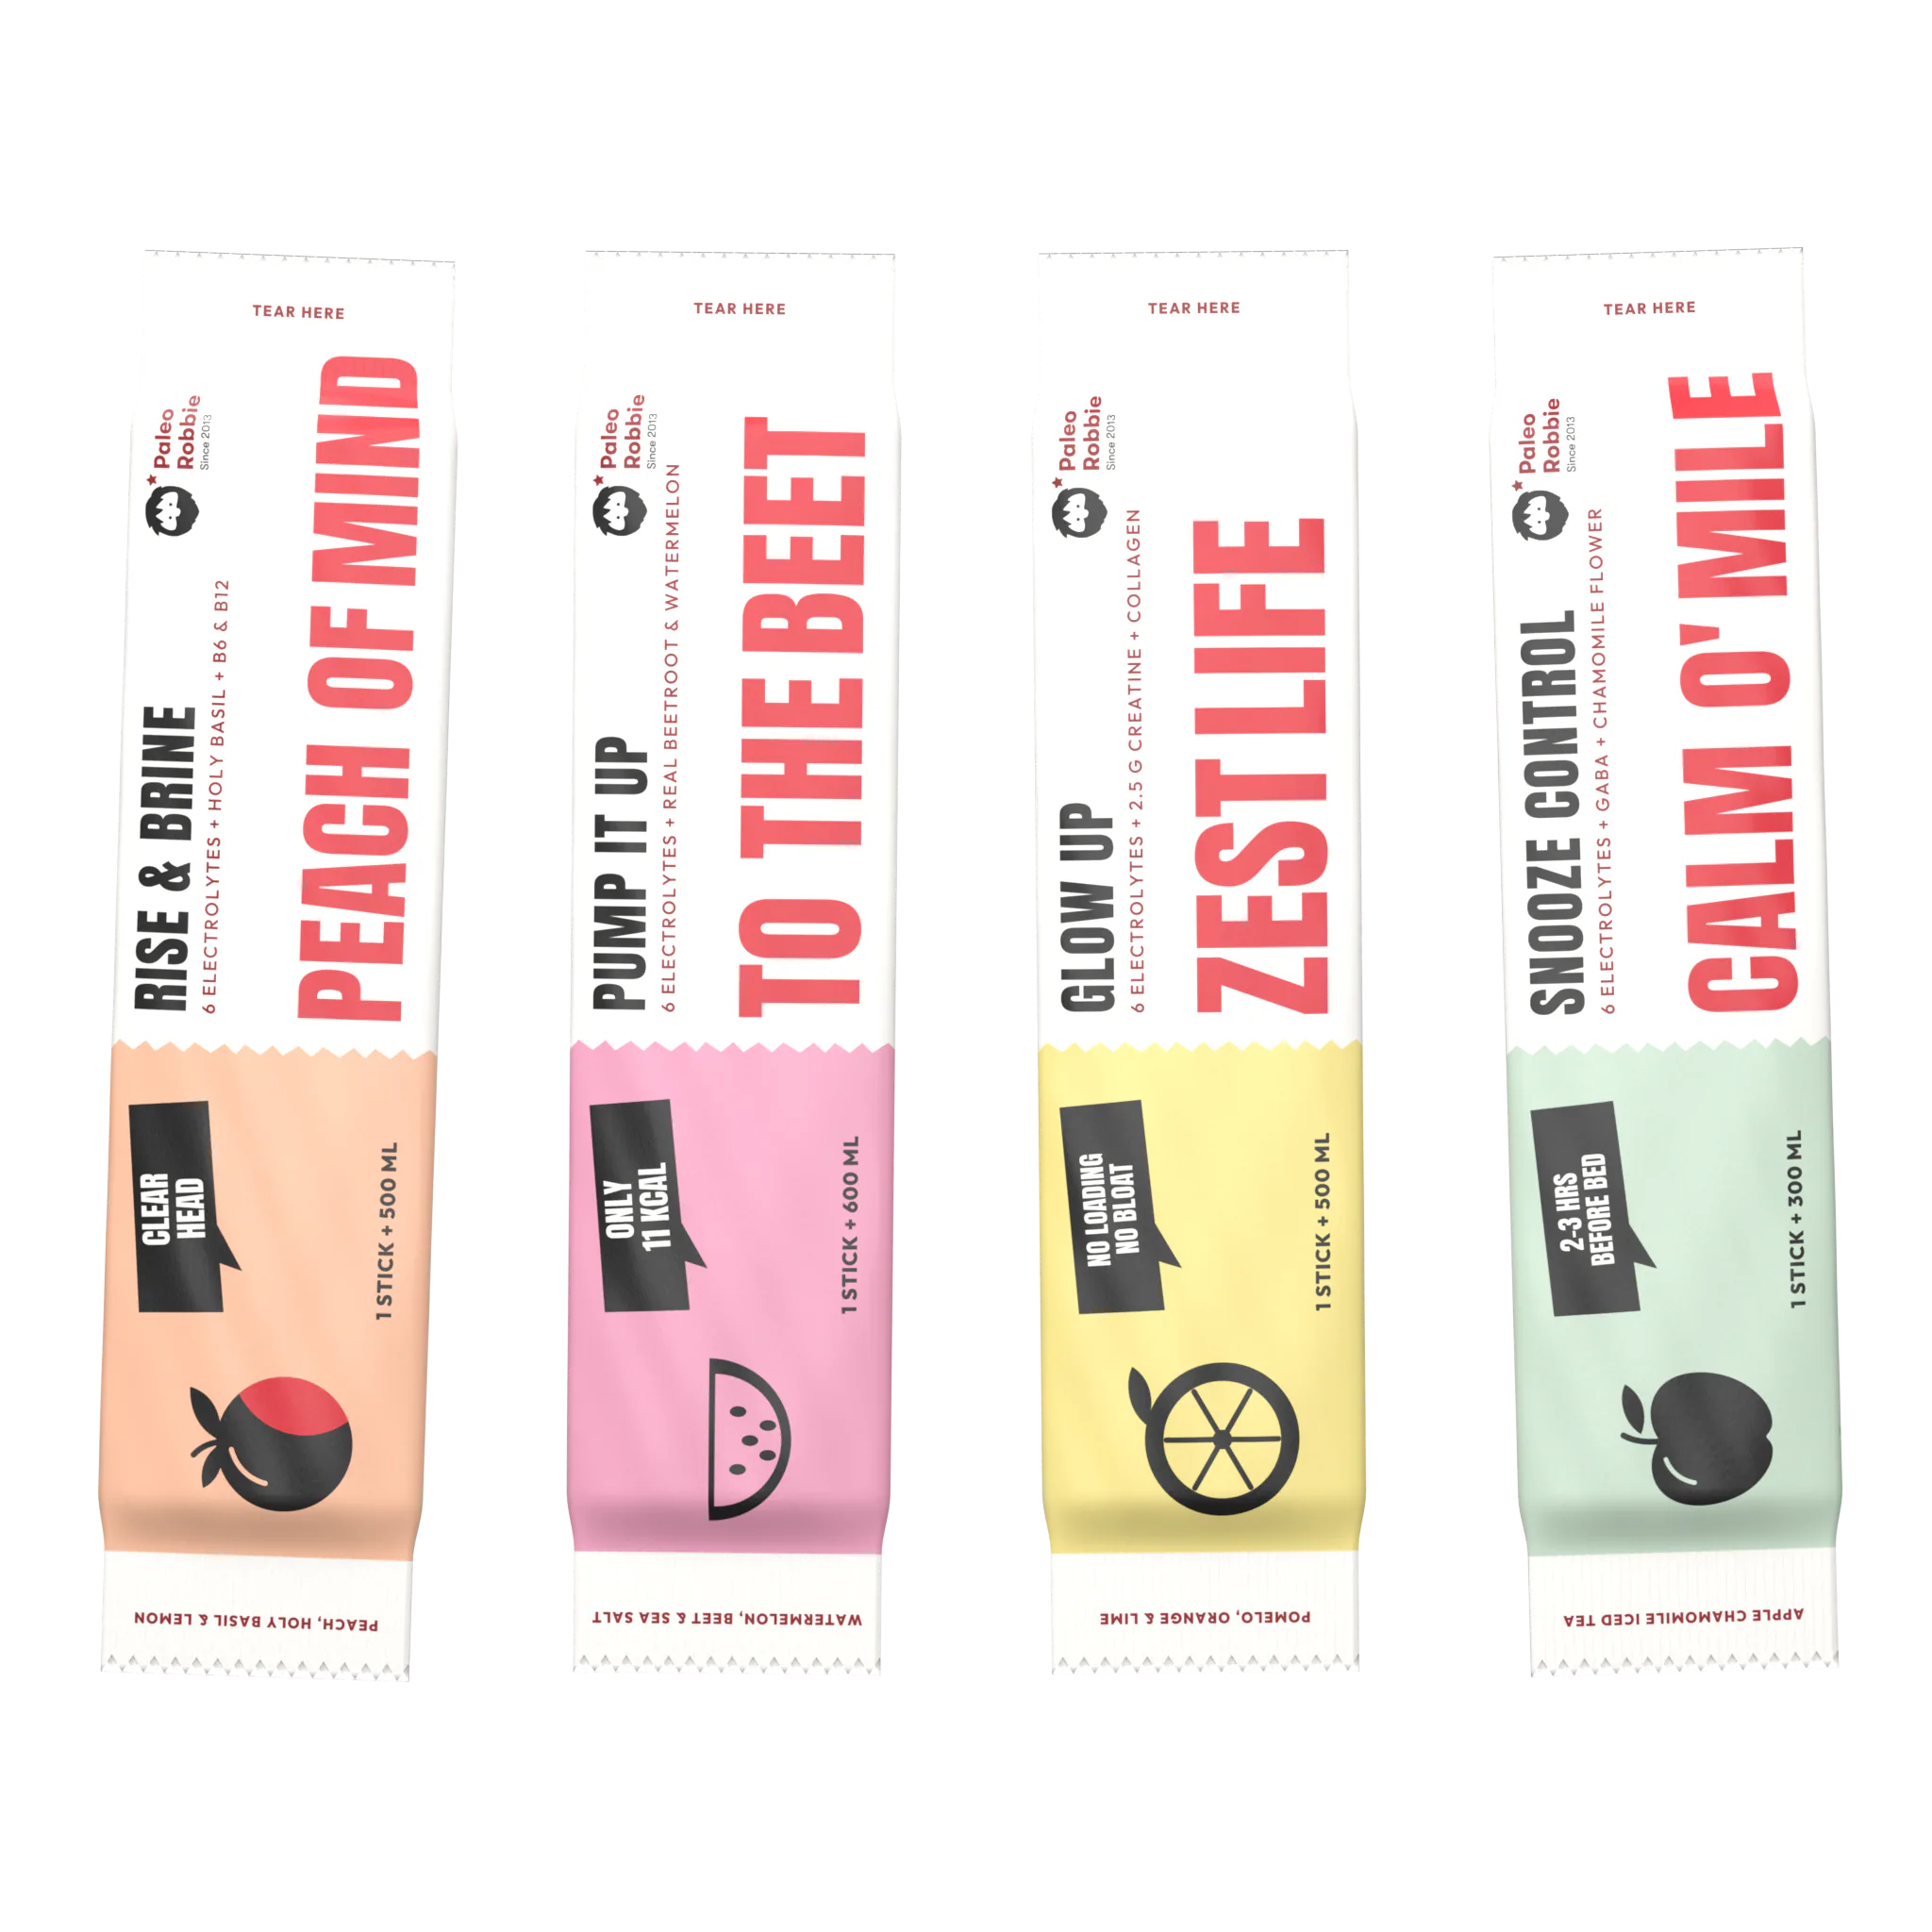 TEAR HERE
Paleo
Robbie
Since 2013
RISE & BRINE
6 ELECTROLYTES + HOLY BASIL + B6 & B12
PEACH OF MIND
CLEAR
HEAD
1 STICK + 500 ML
PEACH, HOLY BASIL & LEMON
TEAR HERE
Paleo
Robbie
Since 2013
PUMP IT UP
6 ELECTROLYTES + REAL BEETROOT & WATERMELON
TO THE BEET
ONLY
11 KCAL
1 STICK + 600 ML
WATERMELON, BEET & SEA SALT
TEAR HERE
Paleo
Robbie
Since 2013
GLOW UP
6 ELECTROLYTES + 2.5 G CREATINE + COLLAGEN
ZEST LIFE
NO LOADING
NO BLOAT
1 STICK + 500 ML
POMELO, ORANGE & LIME
TEAR HERE
Paleo
Robbie
Since 2013
SNOOZE CONTROL
6 ELECTROLYTES + GABA + CHAMOMILE FLOWER
CALM O' MILE
2-3 HRS
BEFORE BED
1 STICK + 300 ML
APPLE CHAMOMILE ICED TEA